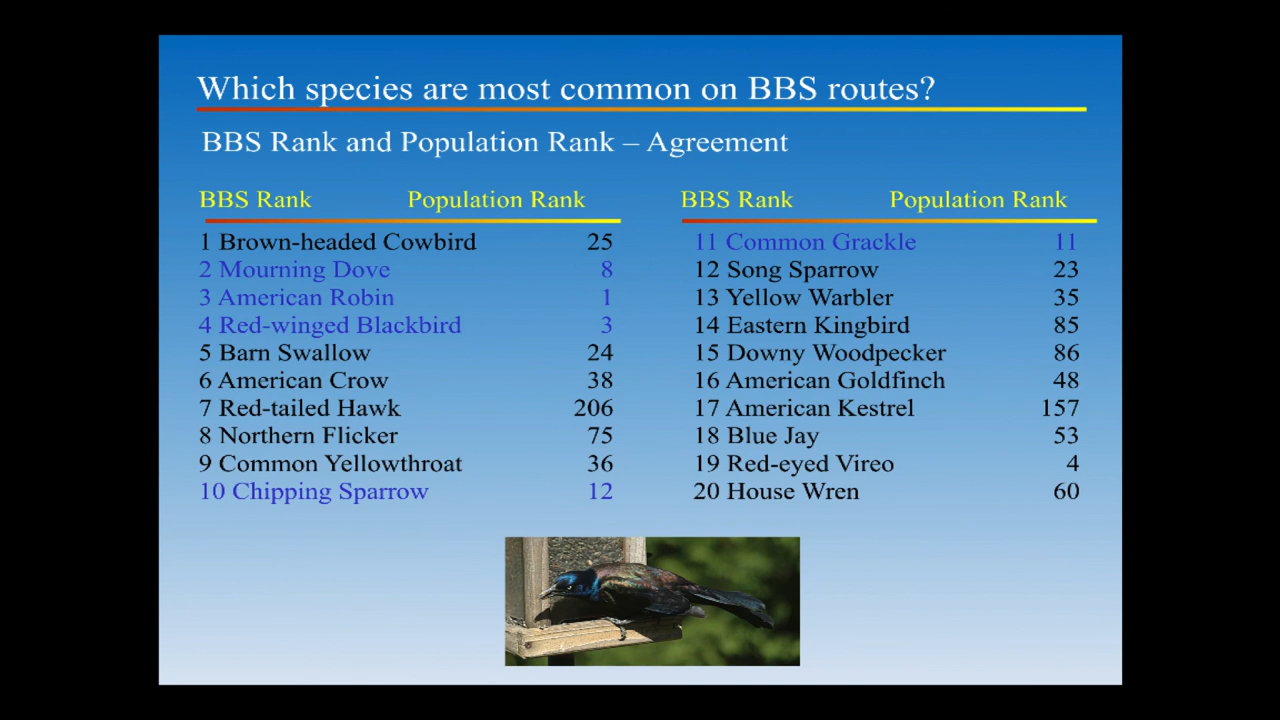 Which species are most common on BBS routes?
BBS Rank and Population Rank – Agreement
BBS Rank Population Rank
1 Brown-headed Cowbird 25
2 Mourning Dove 8
3 American Robin 1
4 Red-winged Blackbird 3
5 Barn Swallow 24
6 American Crow 38
7 Red-tailed Hawk 206
8 Northern Flicker 75
9 Common Yellowthroat 36
10 Chipping Sparrow 12
BBS Rank Population Rank
11 Common Grackle 11
12 Song Sparrow 23
13 Yellow Warbler 35
14 Eastern Kingbird 85
15 Downy Woodpecker 86
16 American Goldfinch 48
17 American Kestrel 157
18 Blue Jay 53
19 Red-eyed Vireo 4
20 House Wren 60